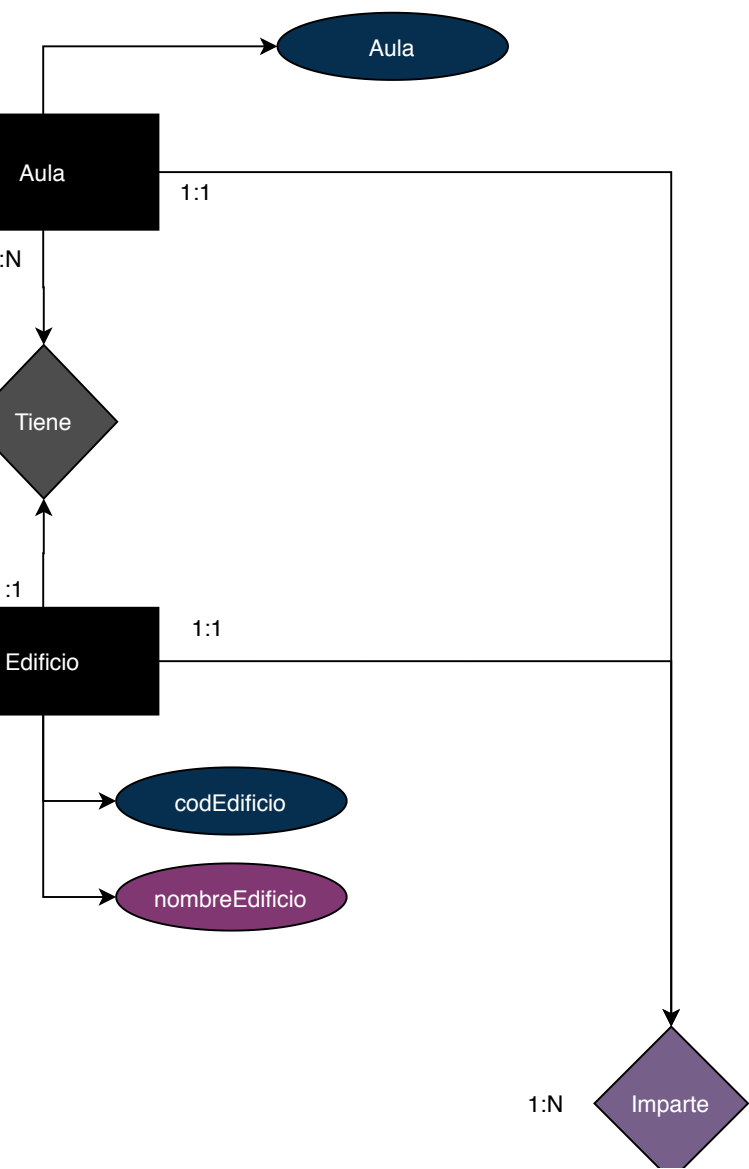 Aula
Aula
1:1
:N
Tiene
:1
1:1
Edificio
codEdificio
nombreEdificio
1:N
Imparte